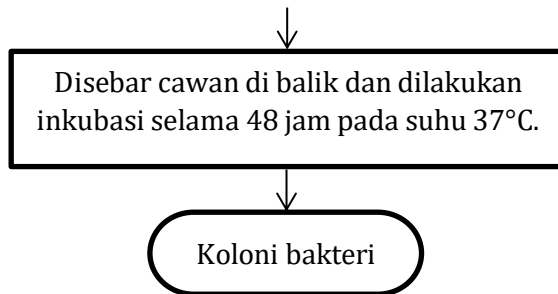 Disebar cawan di balik dan dilakukan
inkubasi selama 48 jam pada suhu 37°C.
Koloni bakteri